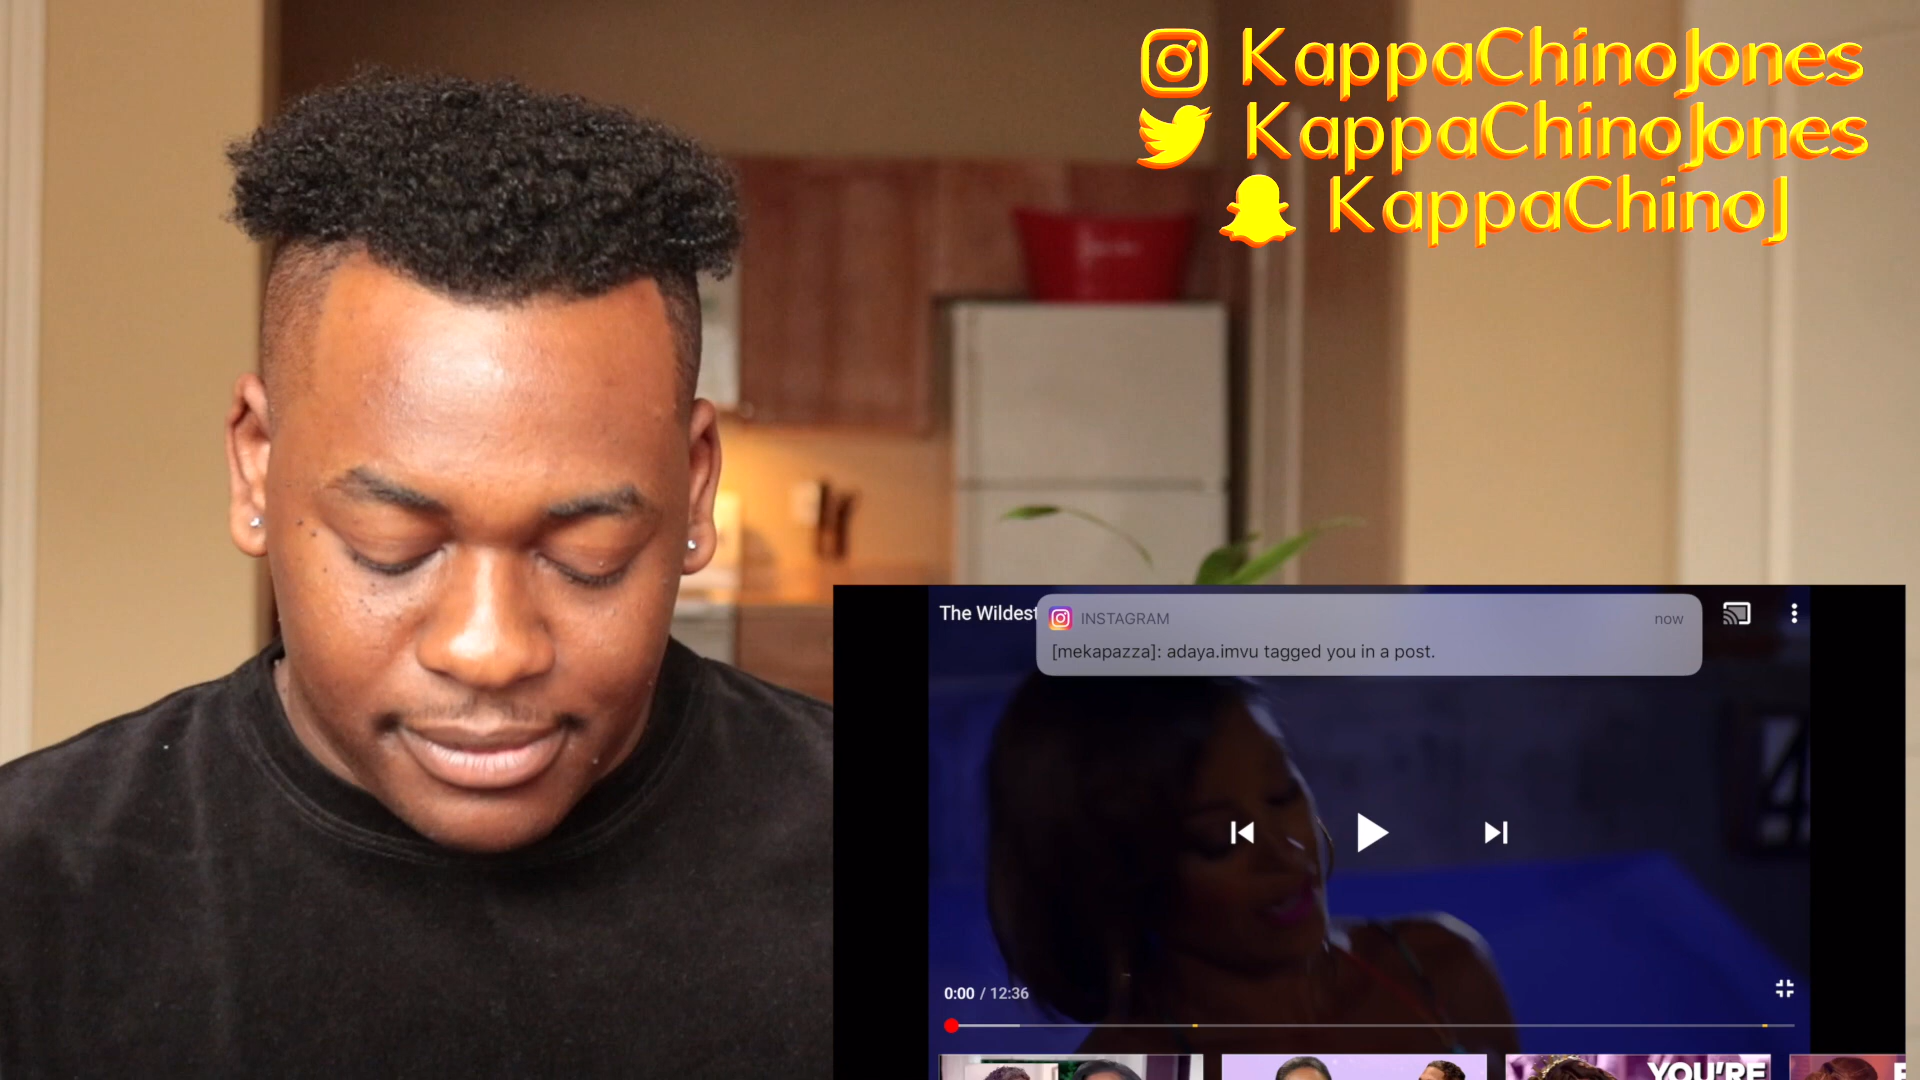 KappaChinoJones
KappaChinoJones
KappaChinoJ
The Wildest
INSTAGRAM
now
[mekapazza]: adaya.imvu tagged you in a post.
4
0:00 / 12:36
YOU'RE